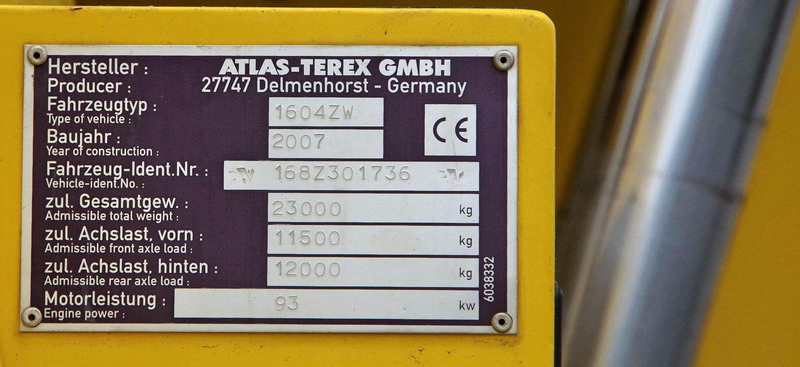 Hersteller : ATLAS-TEREX GMBH
Producer : 27747 Delmenhorst - Germany
Fahrzeugtyp : 1604ZW
Type of vehicle :
CE
Baujahr : 2007
Year of construction :
Fahrzeug-Ident.Nr. : 168Z301736
Vehicle-ident.No. :
zul. Gesamtgew. : 23000 kg
Admissible total weight :
zul. Achslast, vorn : 11500 kg
Admissible front axle load :
zul. Achslast, hinten : 12000 kg
Admissible rear axle load :
Motorleistung : 93 kw
Engine power :
6038332